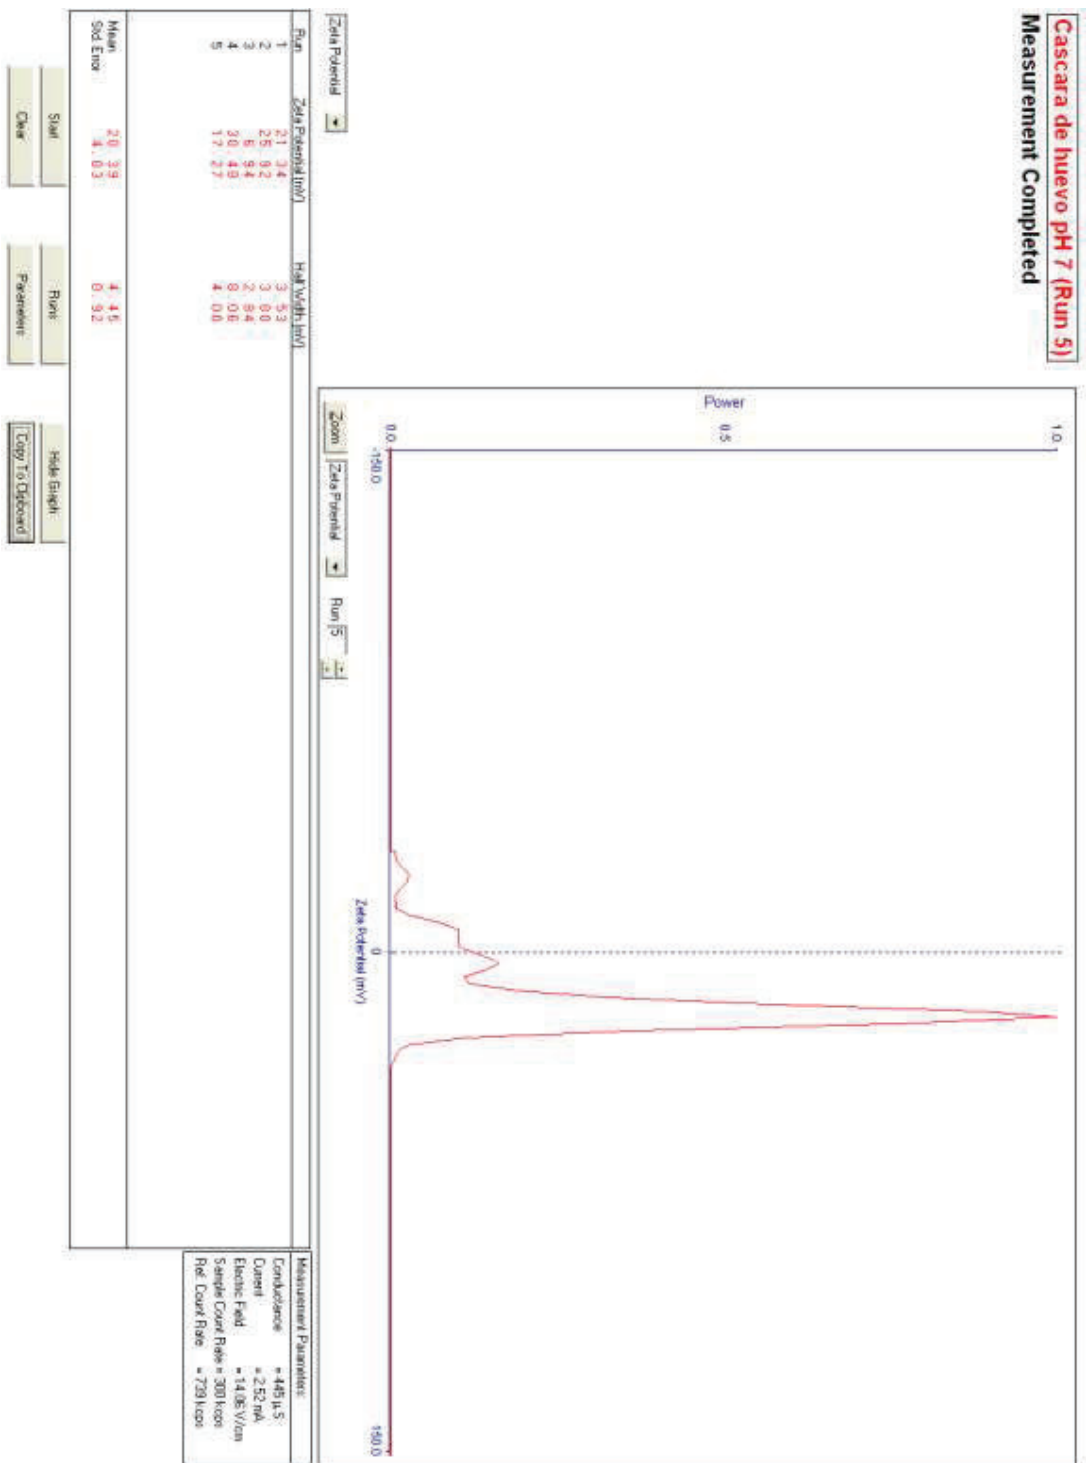 Cascara de huevo pH 7 (Run 5)
Measurement Completed
Power
1.0
0.5
0.0
-150.0
0
150.0
Zeta Potential (mV)
Zoom
Zeta Potential
Run 5
Zeta Potential
Run Zeta Potential (mV) Half Width (mV)
1 21.34 3.53
2 25.92
3 6.94 2.84
4 30.49 8.06
5 17.27 4.00
Mean 20.39 4.45
Std. Error 4.03 0.92
Measurement Parameters:
Conductance = 445 µS
Current = 2.52 mA
Electric Field = 14.06 V/cm
Sample Count Rate = 300 kcps
Ref. Count Rate = 739 kcps
Start
Runs
Hide Graph
Clear
Parameters
Copy To Clipboard